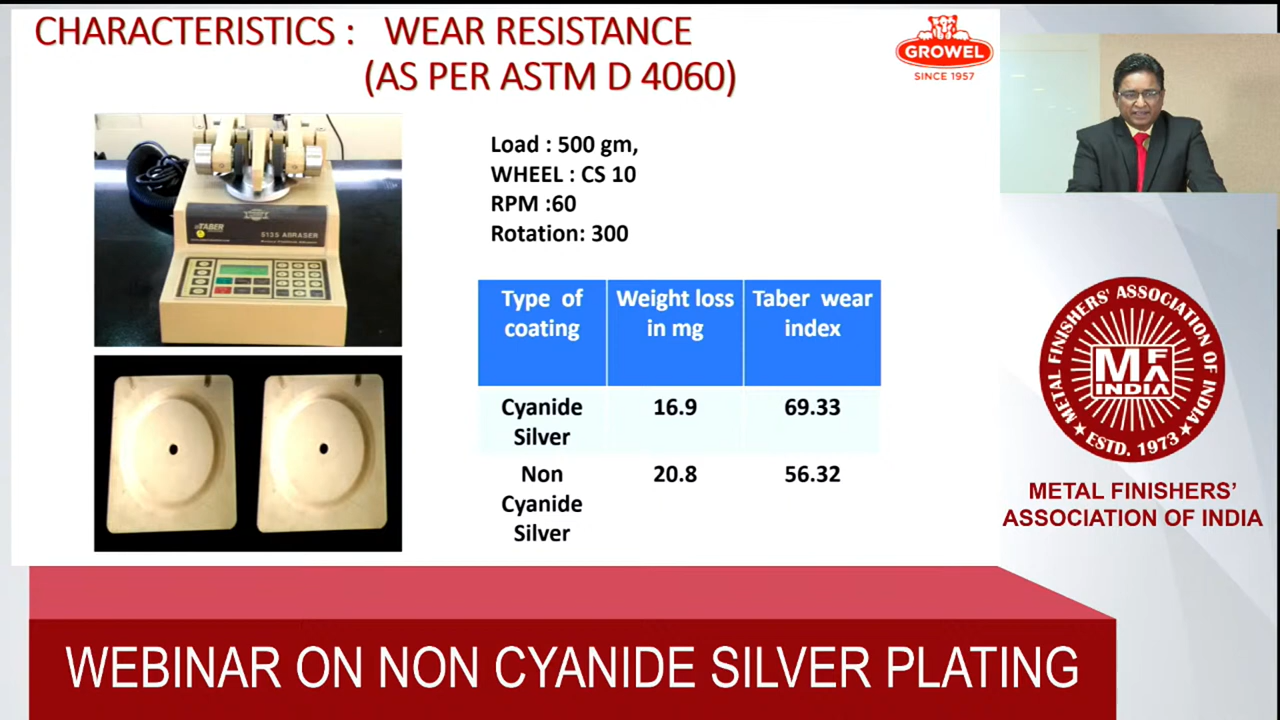 CHARACTERISTICS : WEAR RESISTANCE
(AS PER ASTM D 4060)
GROWEL
SINCE 1957
Load : 500 gm,
WHEEL : CS 10
RPM :60
Rotation: 300
TABER
5135 ABRASER
Type of coating
Weight loss in mg
Taber wear index
Cyanide Silver
16.9
69.33
Non Cyanide Silver
20.8
56.32
METAL FINISHERS' ASSOCIATION OF INDIA
MFA
INDIA
ESTD. 1973
METAL FINISHERS'
ASSOCIATION OF INDIA
WEBINAR ON NON CYANIDE SILVER PLATING